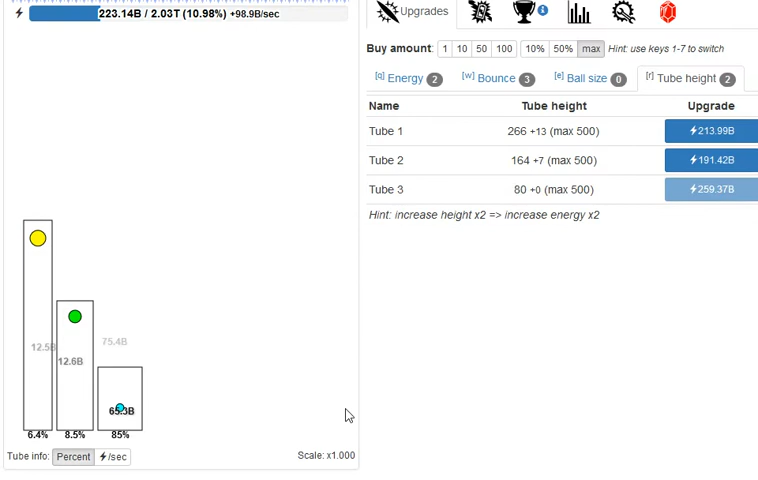 223.14B / 2.03T (10.98%) +98.9B/sec
Upgrades
Buy amount: 1 10 50 100 10% 50% max Hint: use keys 1-7 to switch
[q] Energy 2 [w] Bounce 3 [e] Ball size 0 [r] Tube height 2
Name Tube height Upgrade
Tube 1 266 +13 (max 500) 213.99B
Tube 2 164 +7 (max 500) 191.42B
Tube 3 80 +0 (max 500) 259.37B
Hint: increase height x2 => increase energy x2
75.4B
12.5B
12.6B
65.3B
6.4% 8.5% 85%
Tube info: Percent /sec Scale: x1.000